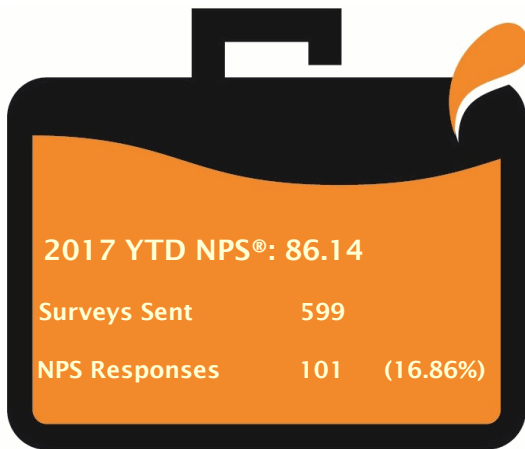 2017 YTD NPS®: 86.14
Surveys Sent 599
NPS Responses 101 (16.86%)